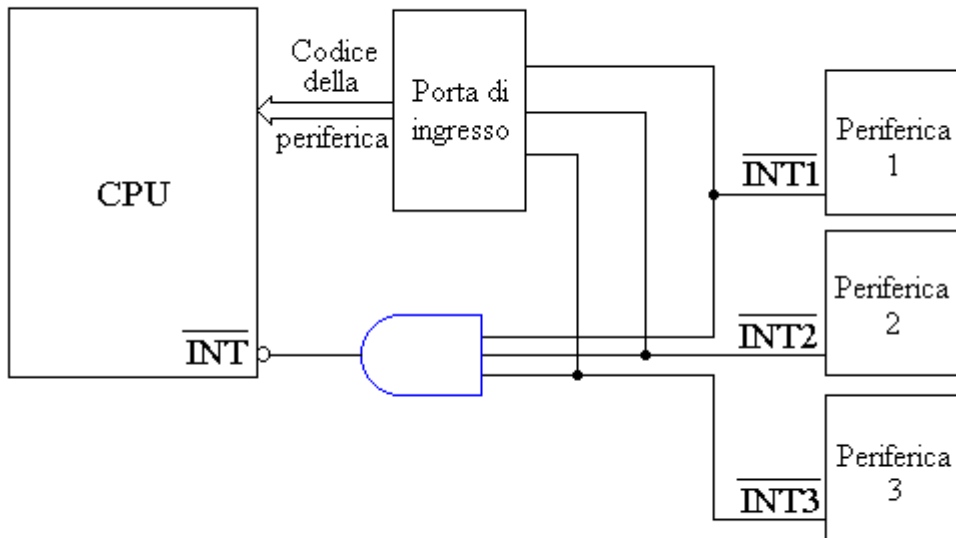 Codice
della
periferica
Porta di
ingresso
CPU
INT
INT1
Periferica
1
INT2
Periferica
2
INT3
Periferica
3